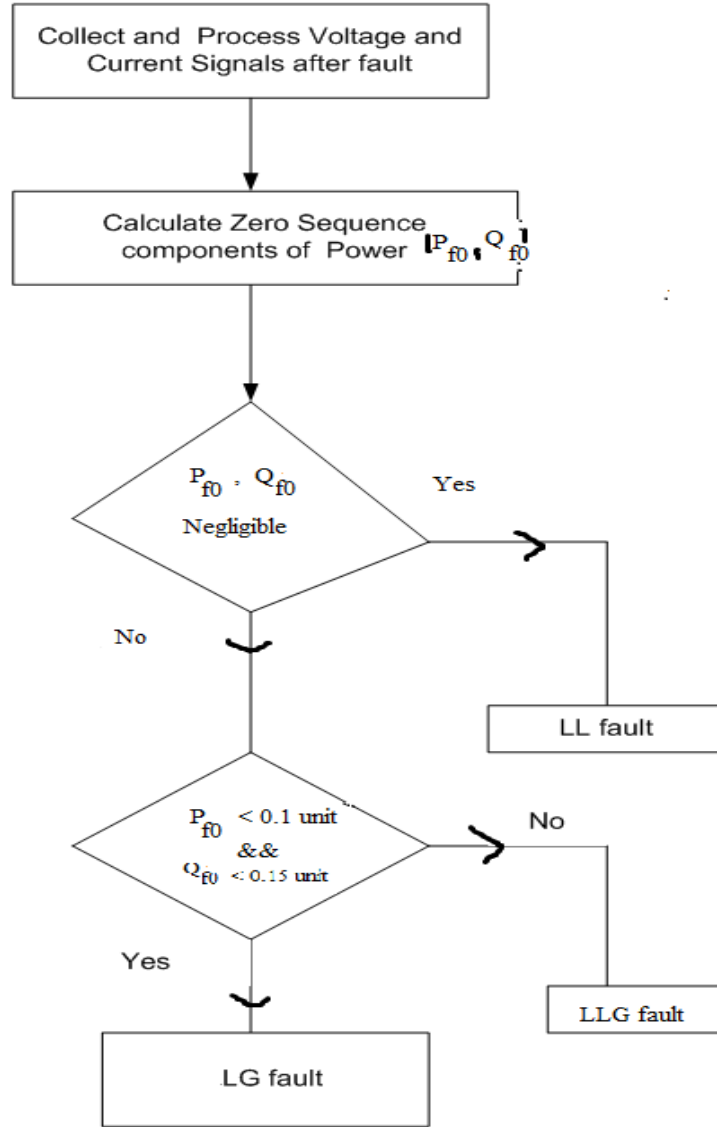 Collect and Process Voltage and
Current Signals after fault
Calculate Zero Sequence
components of Power [Pf0, Qf0]
Pf0 , Qf0
Negligible
Yes
No
LL fault
Pf0 < 0.1 unit
&&
Qf0 < 0.15 unit
No
Yes
LLG fault
LG fault